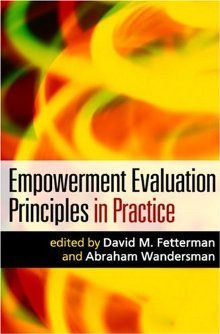 Empowerment Evaluation
Principles in Practice
edited by David M. Fetterman
and Abraham Wandersman